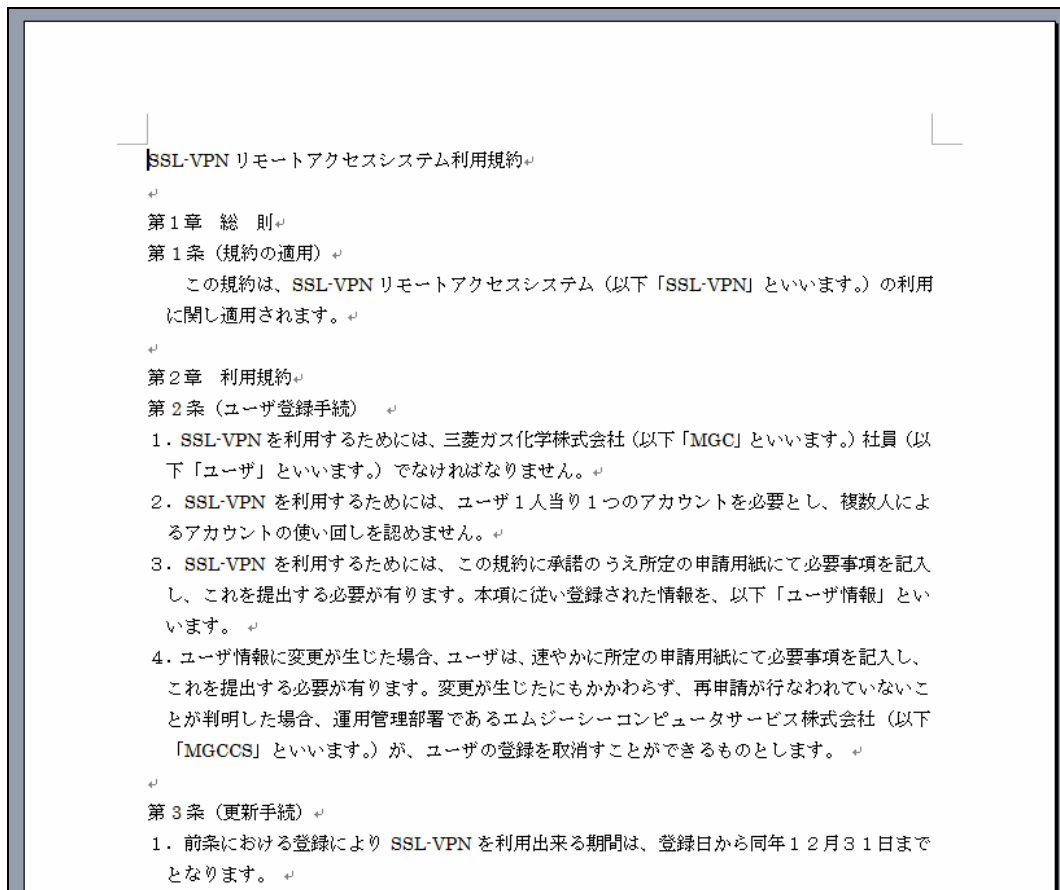 SSL-VPN リモートアクセスシステム利用規約↵
↵
第１章　総　則↵
第 1 条（規約の適用）↵
この規約は、SSL-VPN リモートアクセスシステム（以下「SSL-VPN」といいます。）の利用
に関し適用されます。↵
↵
第２章　利用規約↵
第 2 条（ユーザ登録手続）　↵
１．SSL-VPN を利用するためには、三菱ガス化学株式会社（以下「MGC」といいます。）社員（以
下「ユーザ」といいます。）でなければなりません。↵
２．SSL-VPN を利用するためには、ユーザ１人当り１つのアカウントを必要とし、複数人によ
るアカウントの使い回しを認めません。↵
３．SSL-VPN を利用するためには、この規約に承諾のうえ所定の申請用紙にて必要事項を記入
し、これを提出する必要が有ります。本項に従い登録された情報を、以下「ユーザ情報」とい
います。↵
４．ユーザ情報に変更が生じた場合、ユーザは、速やかに所定の申請用紙にて必要事項を記入し、
これを提出する必要が有ります。変更が生じたにもかかわらず、再申請が行なわれていないこ
とが判明した場合、運用管理部署であるエムジーシーコンピュータサービス株式会社（以下
「MGCCS」といいます。）が、ユーザの登録を取消すことができるものとします。↵
↵
第 3 条（更新手続）↵
１．前条における登録により SSL-VPN を利用出来る期間は、登録日から同年１２月３１日まで
となります。↵